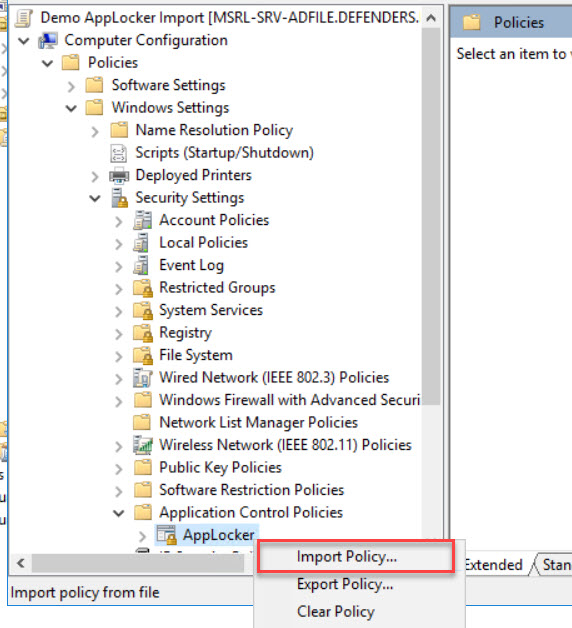 Demo AppLocker Import [MSRL-SRV-ADFILE.DEFENDERS.
Policies
Computer Configuration
Select an item to
Policies
Software Settings
Windows Settings
Name Resolution Policy
Scripts (Startup/Shutdown)
Deployed Printers
Security Settings
Account Policies
Local Policies
Event Log
Restricted Groups
System Services
Registry
File System
Wired Network (IEEE 802.3) Policies
Windows Firewall with Advanced Securi
Network List Manager Policies
Wireless Network (IEEE 802.11) Policies
Public Key Policies
Software Restriction Policies
Application Control Policies
AppLocker
Import Policy...
Extended Stan
Export Policy...
Import policy from file
Clear Policy